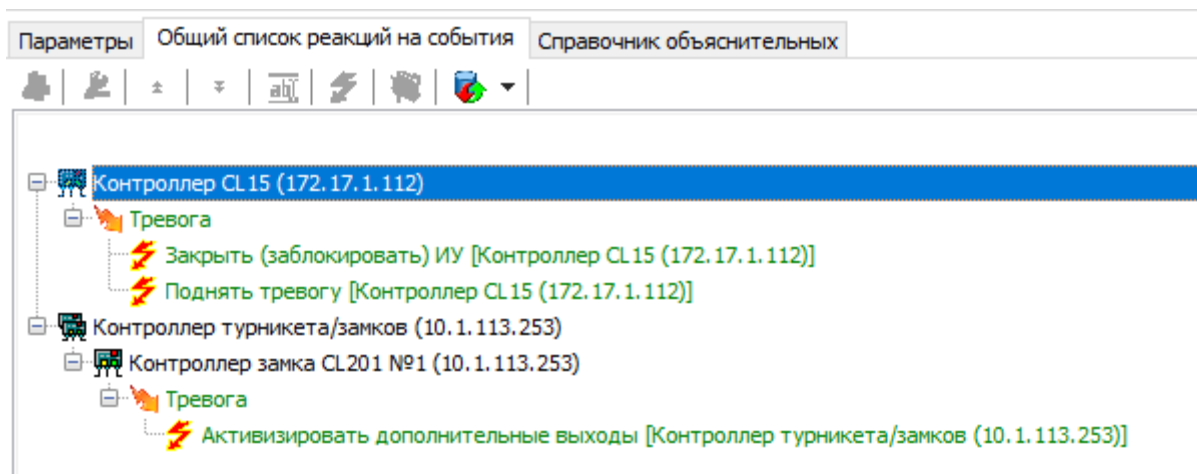 Параметры
Общий список реакций на события
Справочник объяснительных
ab
Контроллер CL15 (172.17.1.112)
Тревога
Закрыть (заблокировать) ИУ [Контроллер CL15 (172.17.1.112)]
Поднять тревогу [Контроллер CL15 (172.17.1.112)]
Контроллер турникета/замков (10.1.113.253)
Контроллер замка CL201 №1 (10.1.113.253)
Тревога
Активизировать дополнительные выходы [Контроллер турникета/замков (10.1.113.253)]